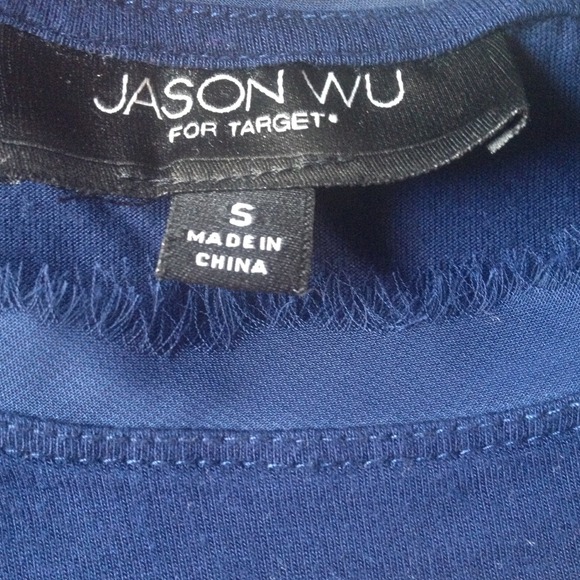 JASON WU
FOR TARGET
S
MADE IN
CHINA